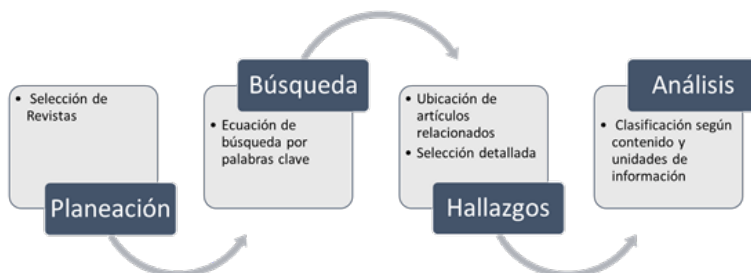 • Selección de
Revistas
Planeación
Búsqueda
• Ecuación de
búsqueda por
palabras clave
• Ubicación de
artículos
relacionados
• Selección detallada
Hallazgos
Análisis
• Clasificación según
contenido y
unidades de
información